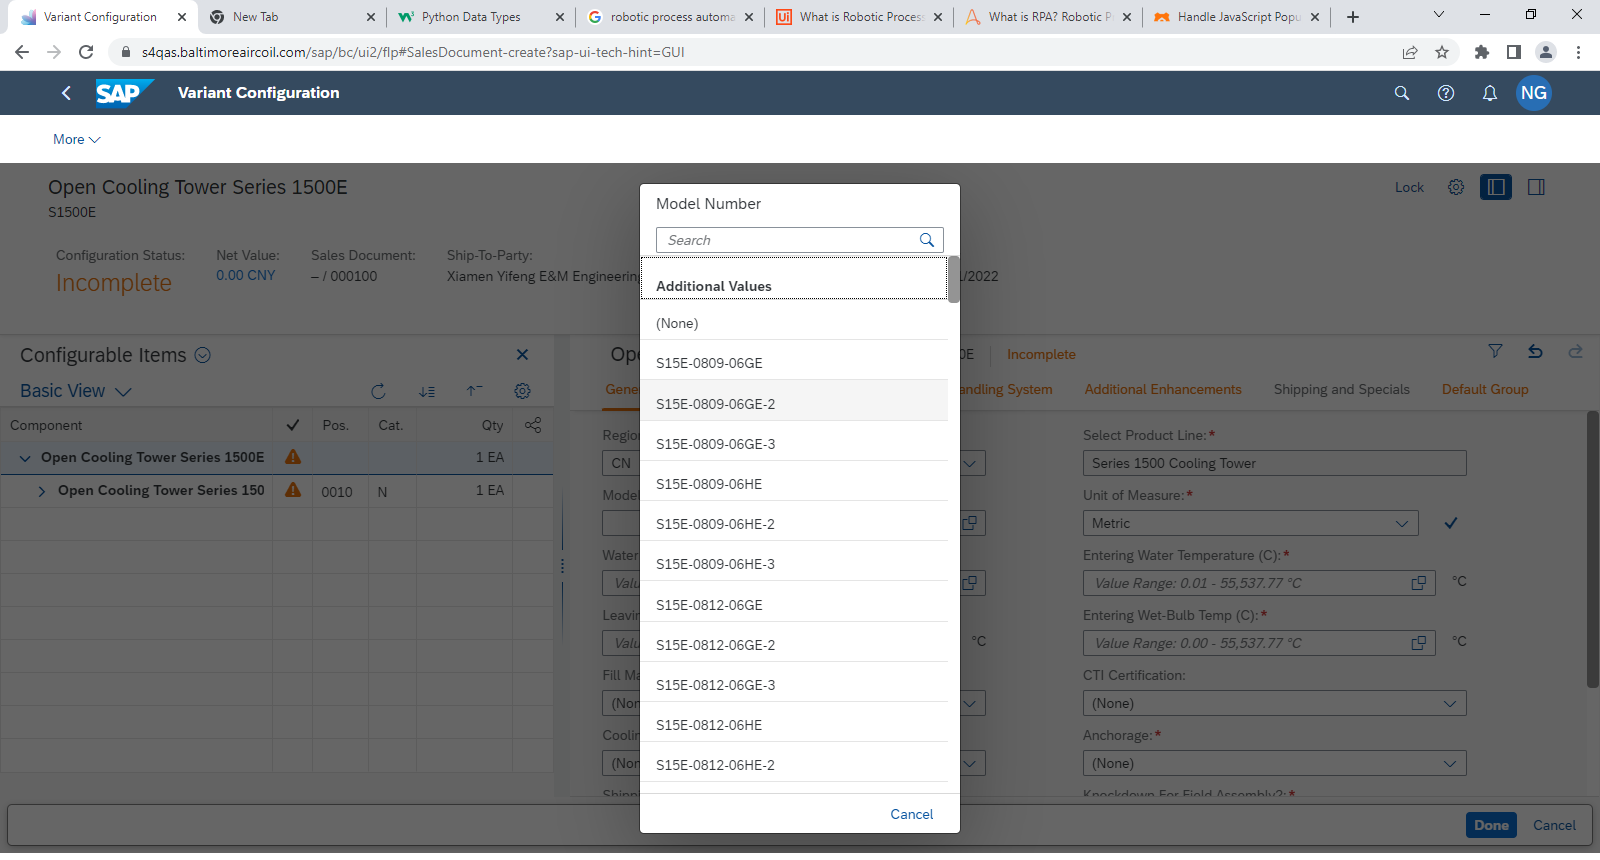 Variant Configuration
New Tab
Python Data Types
robotic process automa
What is Robotic Process
What is RPA? Robotic P
Handle JavaScript Popu
s4qas.baltimoreaircoil.com/sap/bc/ui2/flp#SalesDocument-create?sap-ui-tech-hint=GUI
SAP
Variant Configuration
NG
More
Open Cooling Tower Series 1500E
S1500E
Lock
Configuration Status:
Incomplete
Net Value:
0.00 CNY
Sales Document:
– / 000100
Ship-To-Party:
Xiamen Yifeng E&M Engineerin
/2022
Configurable Items
Basic View
Component
Pos.
Cat.
Qty
Open Cooling Tower Series 1500E
1 EA
Open Cooling Tower Series 150
0010
N
1 EA
Model Number
Search
Additional Values
(None)
S15E-0809-06GE
S15E-0809-06GE-2
S15E-0809-06GE-3
S15E-0809-06HE
S15E-0809-06HE-2
S15E-0809-06HE-3
S15E-0812-06GE
S15E-0812-06GE-2
S15E-0812-06GE-3
S15E-0812-06HE
S15E-0812-06HE-2
Cancel
Ope
0E
Incomplete
Gene
andling System
Additional Enhancements
Shipping and Specials
Default Group
Regio
CN
Select Product Line:*
Series 1500 Cooling Tower
Model
Unit of Measure:*
Metric
Water
Valu
Entering Water Temperature (C):*
Value Range: 0.01 - 55,537.77 °C
°C
Leavin
Valu
°C
Entering Wet-Bulb Temp (C):*
Value Range: 0.00 - 55,537.77 °C
°C
Fill Ma
(Non
CTI Certification:
(None)
Coolin
(Non
Anchorage:*
(None)
Shippi
Knockdown For Field Assembly?:*
Done
Cancel